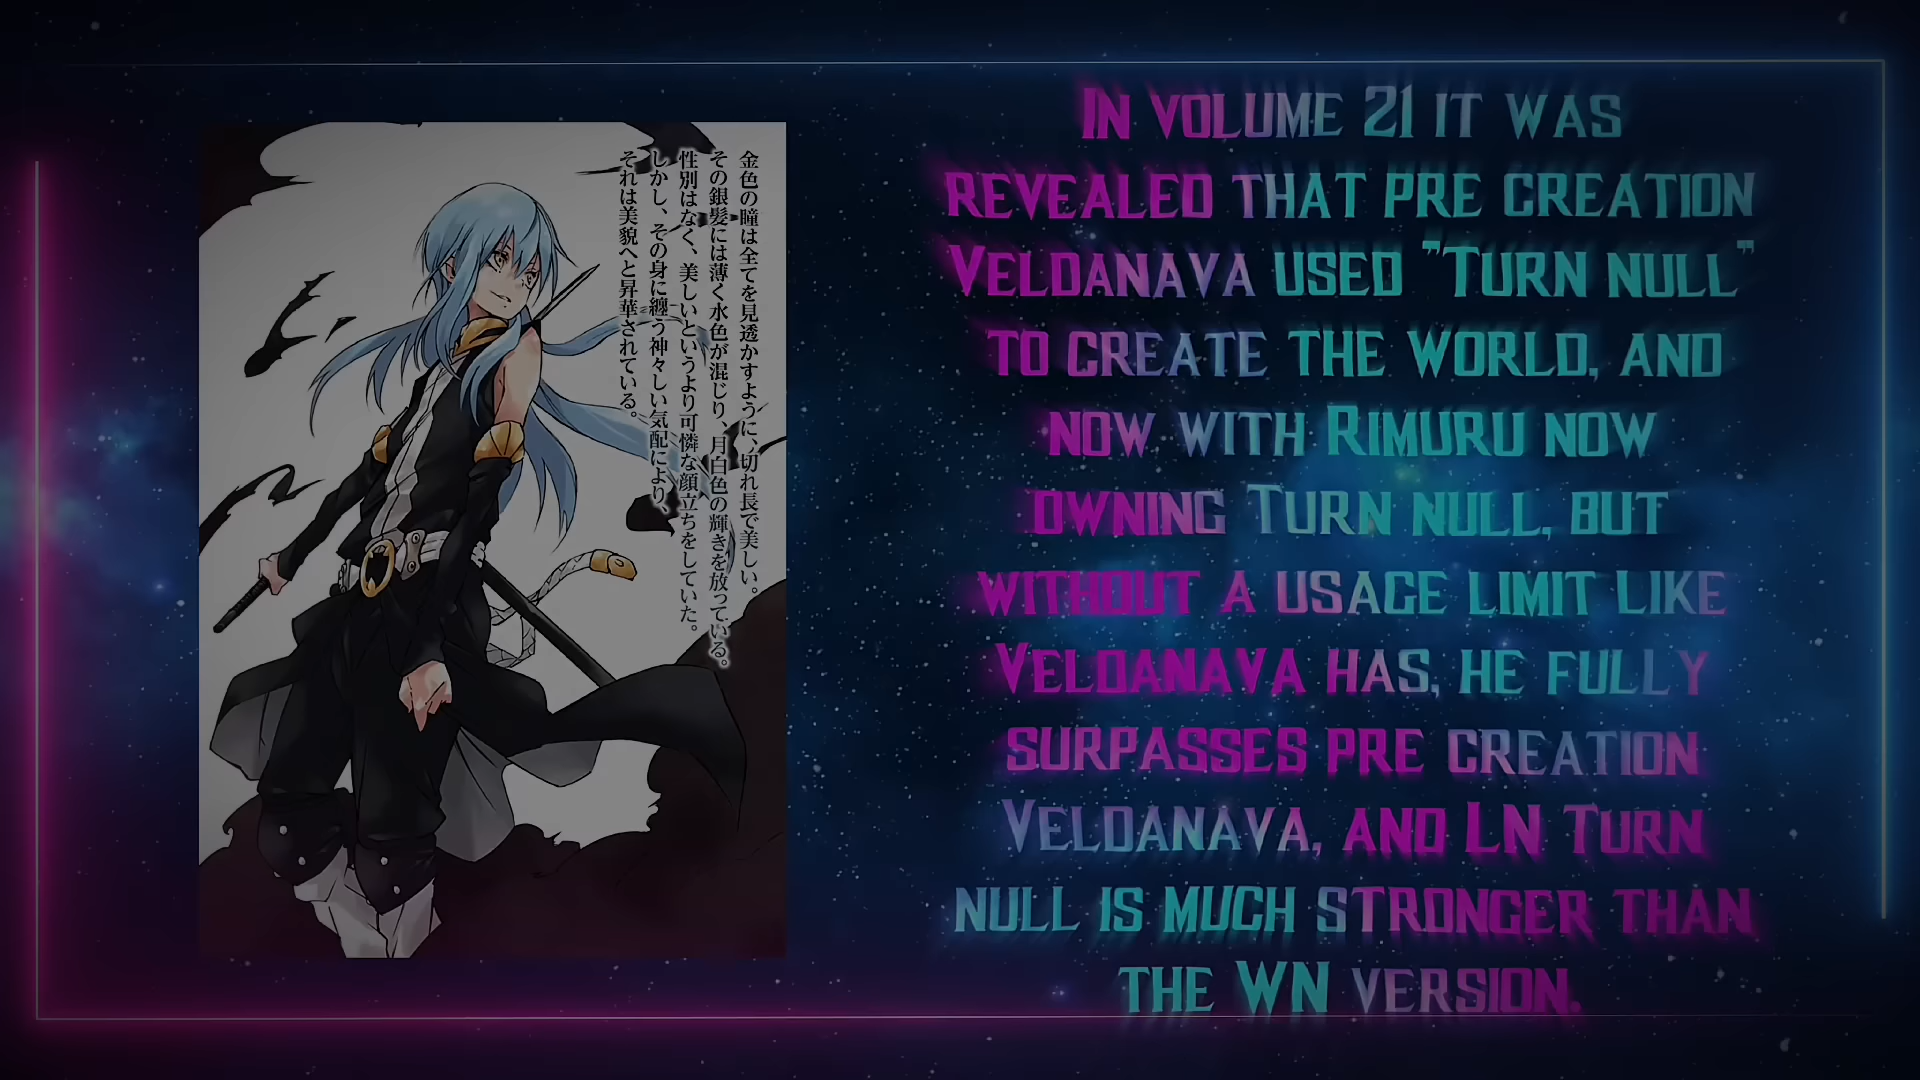 金色の瞳は全てを見透かすように、切れ長で美しい。
その銀髪には薄く水色が混じり、月白色の輝きを放っている。
性別はなく、美しいというより可憐な顔立ちをしていた。
しかし、その身に纏う神々しい気配により、
それは美貌へと昇華されている。
In volume 21 it was
revealed that pre creation
Veldanava used "Turn null"
to create the world, and
now with Rimuru now
owning Turn null, but
without a usage limit like
Veldanava has, he fully
surpasses pre creation
Veldanava, and LN Turn
null is much stronger than
the WN version.